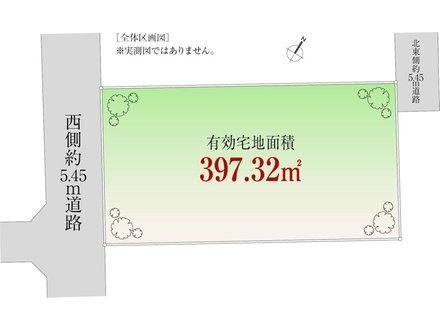 ［全体区画図］
※実測図ではありません。
N
北東側約5.45m道路
西側約5.45m道路
有効宅地面積
397.32㎡